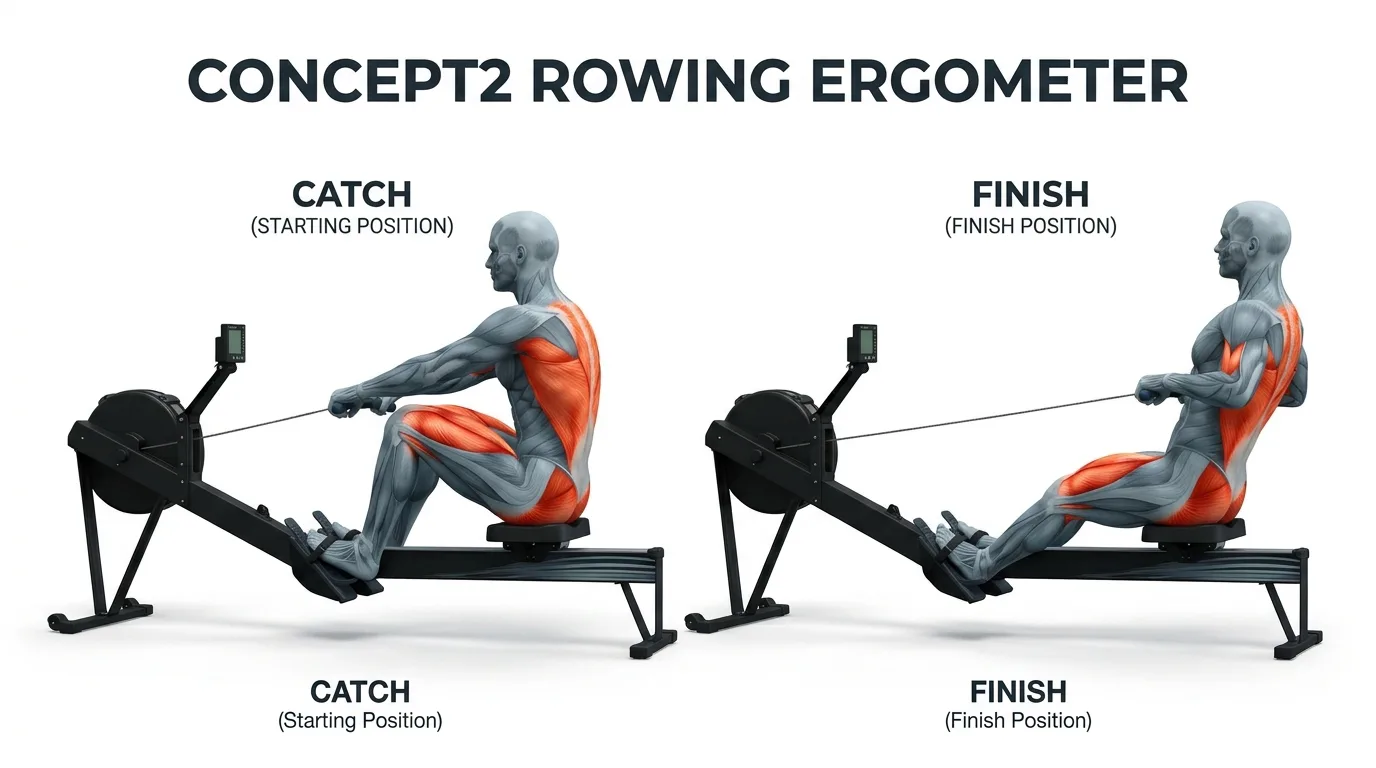 CONCEPT2 ROWING ERGOMETER
CATCH
(STARTING POSITION)
FINISH
(FINISH POSITION)
CATCH
(Starting Position)
FINISH
(Finish Position)